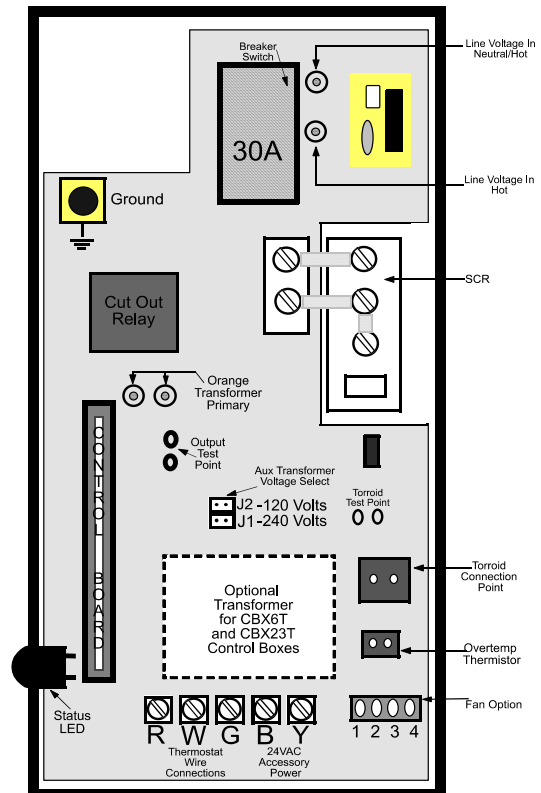 Breaker
Switch
Line Voltage In
Neutral/Hot
30A
Line Voltage In
Hot
Ground
SCR
Cut Out
Relay
Orange
Transformer
Primary
CONTROL BOARD
Output
Test
Point
Aux Transformer
Voltage Select
J2-120 Volts
J1-240 Volts
Torroid
Test Point
Torroid
Connection
Point
Optional
Transformer
for CBX6T
and CBX23T
Control Boxes
Overtemp
Thermistor
Status
LED
Fan Option
R W G B Y
1 2 3 4
Thermostat
Wire
Connections
24VAC
Accessory
Power